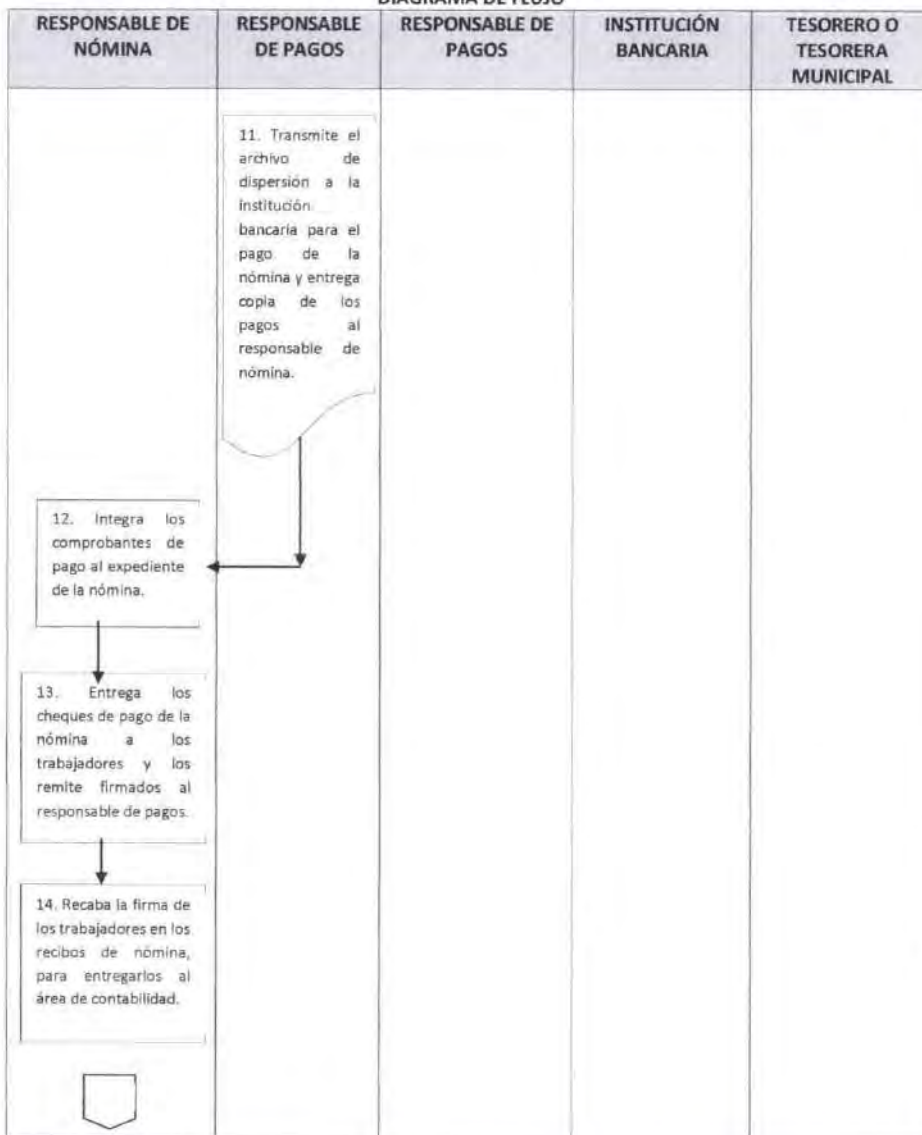 DIAGRAMA DE FLUJO
RESPONSABLE DE
NÓMINA
RESPONSABLE
DE PAGOS
RESPONSABLE DE
PAGOS
INSTITUCIÓN
BANCARIA
TESORERO O
TESORERA
MUNICIPAL
11. Transmite el
archivo de
dispersión a la
institución
bancaria para el
pago de la
nómina y entrega
copia de los
pagos al
responsable de
nómina.
12. Integra los
comprobantes de
pago al expediente
de la nómina.
13. Entrega los
cheques de pago de la
nómina a los
trabajadores y los
remite firmados al
responsable de pagos.
14. Recaba la firma de
los trabajadores en los
recibos de nómina,
para entregarlos al
área de contabilidad.